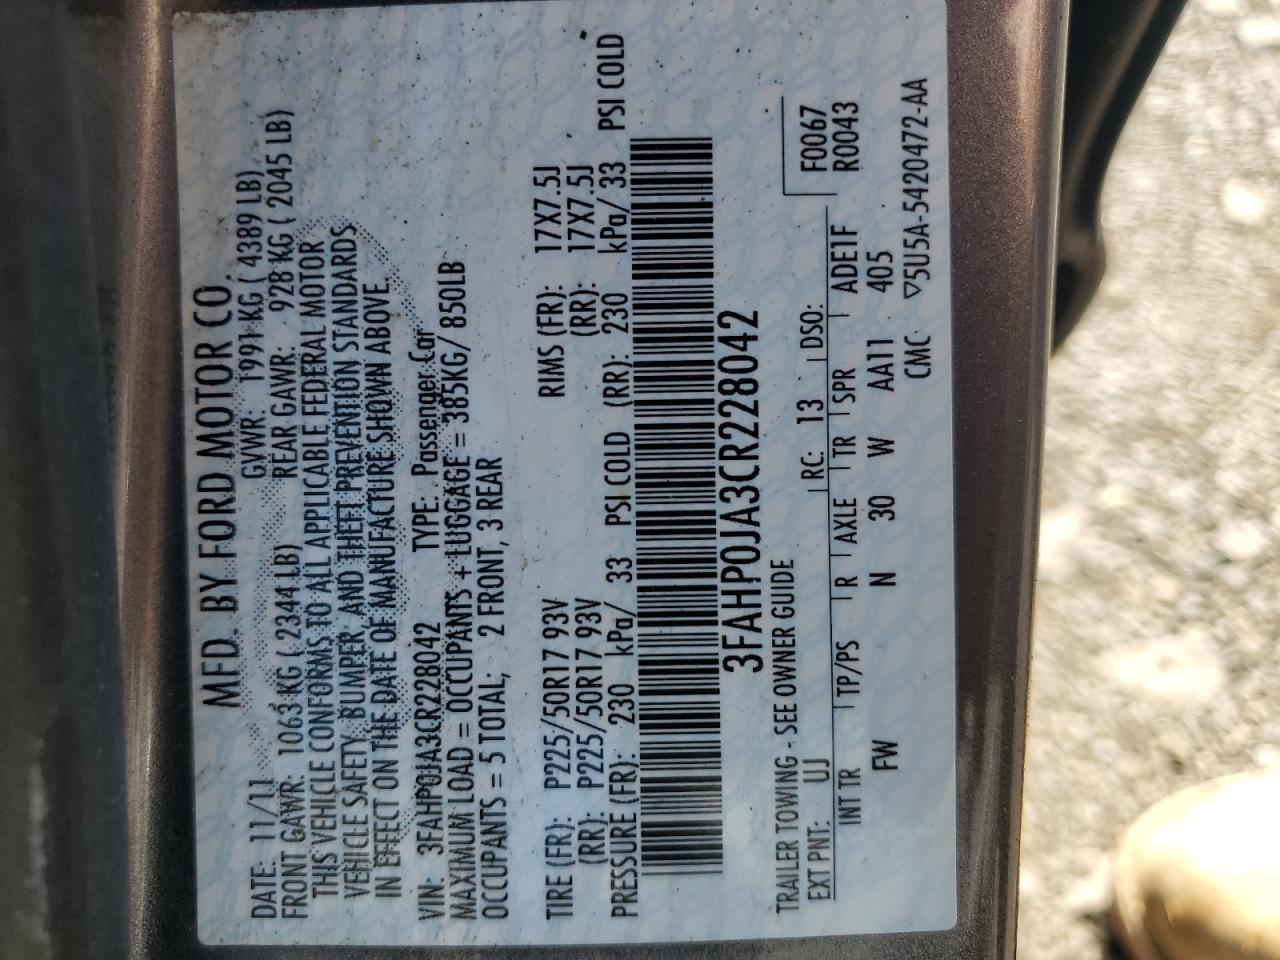 MFD. BY FORD MOTOR CO.
DATE: 11/11 GVWR: 1991 KG ( 4389 LB)
FRONT GAWR: 1063 KG ( 2344 LB) REAR GAWR: 928 KG ( 2045 LB)
THIS VEHICLE CONFORMS TO ALL APPLICABLE FEDERAL MOTOR
VEHICLE SAFETY, BUMPER, AND THEFT PREVENTION STANDARDS
IN EFFECT ON THE DATE OF MANUFACTURE SHOWN ABOVE.
VIN: 3FAHP0JA3CR228042 TYPE: Passenger Car
MAXIMUM LOAD = OCCUPANTS + LUGGAGE = 385KG/ 850LB
OCCUPANTS = 5 TOTAL, 2 FRONT, 3 REAR
TIRE (FR): P225/50R17 93V RIMS (FR): 17X7.5J
(RR): P225/50R17 93V (RR): 17X7.5J
PRESSURE (FR): 230 kPa/ 33 PSI COLD (RR): 230 kPa/ 33 PSI COLD
3FAHP0JA3CR228042
TRAILER TOWING - SEE OWNER GUIDE
F0067
EXT PNT: UJ RC: 13 DSO: R0043
INT TR TP/PS R AXLE TR SPR ADE1F
FW N 30 W AA11 405
CMC ▽5U5A-5420472-AA